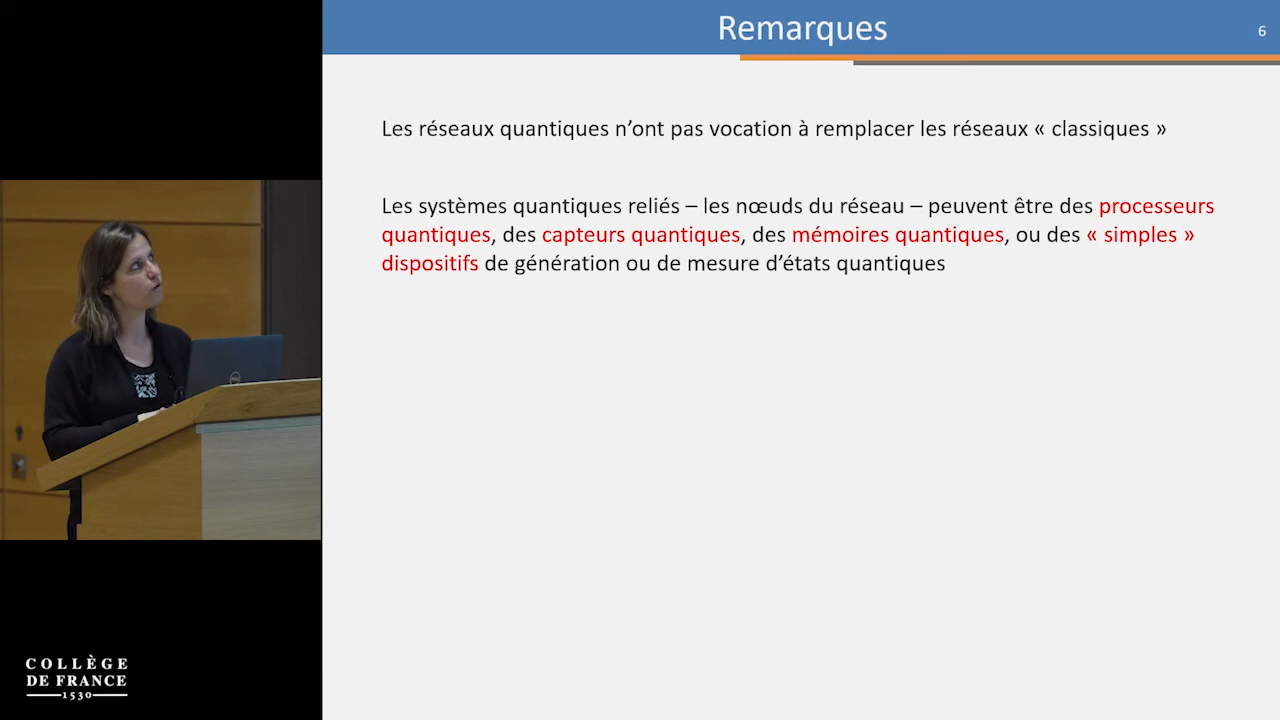 Remarques
6
Les réseaux quantiques n’ont pas vocation à remplacer les réseaux « classiques »
Les systèmes quantiques reliés – les nœuds du réseau – peuvent être des processeurs
quantiques, des capteurs quantiques, des mémoires quantiques, ou des « simples »
dispositifs de génération ou de mesure d’états quantiques
COLLÈGE
DE FRANCE
1530